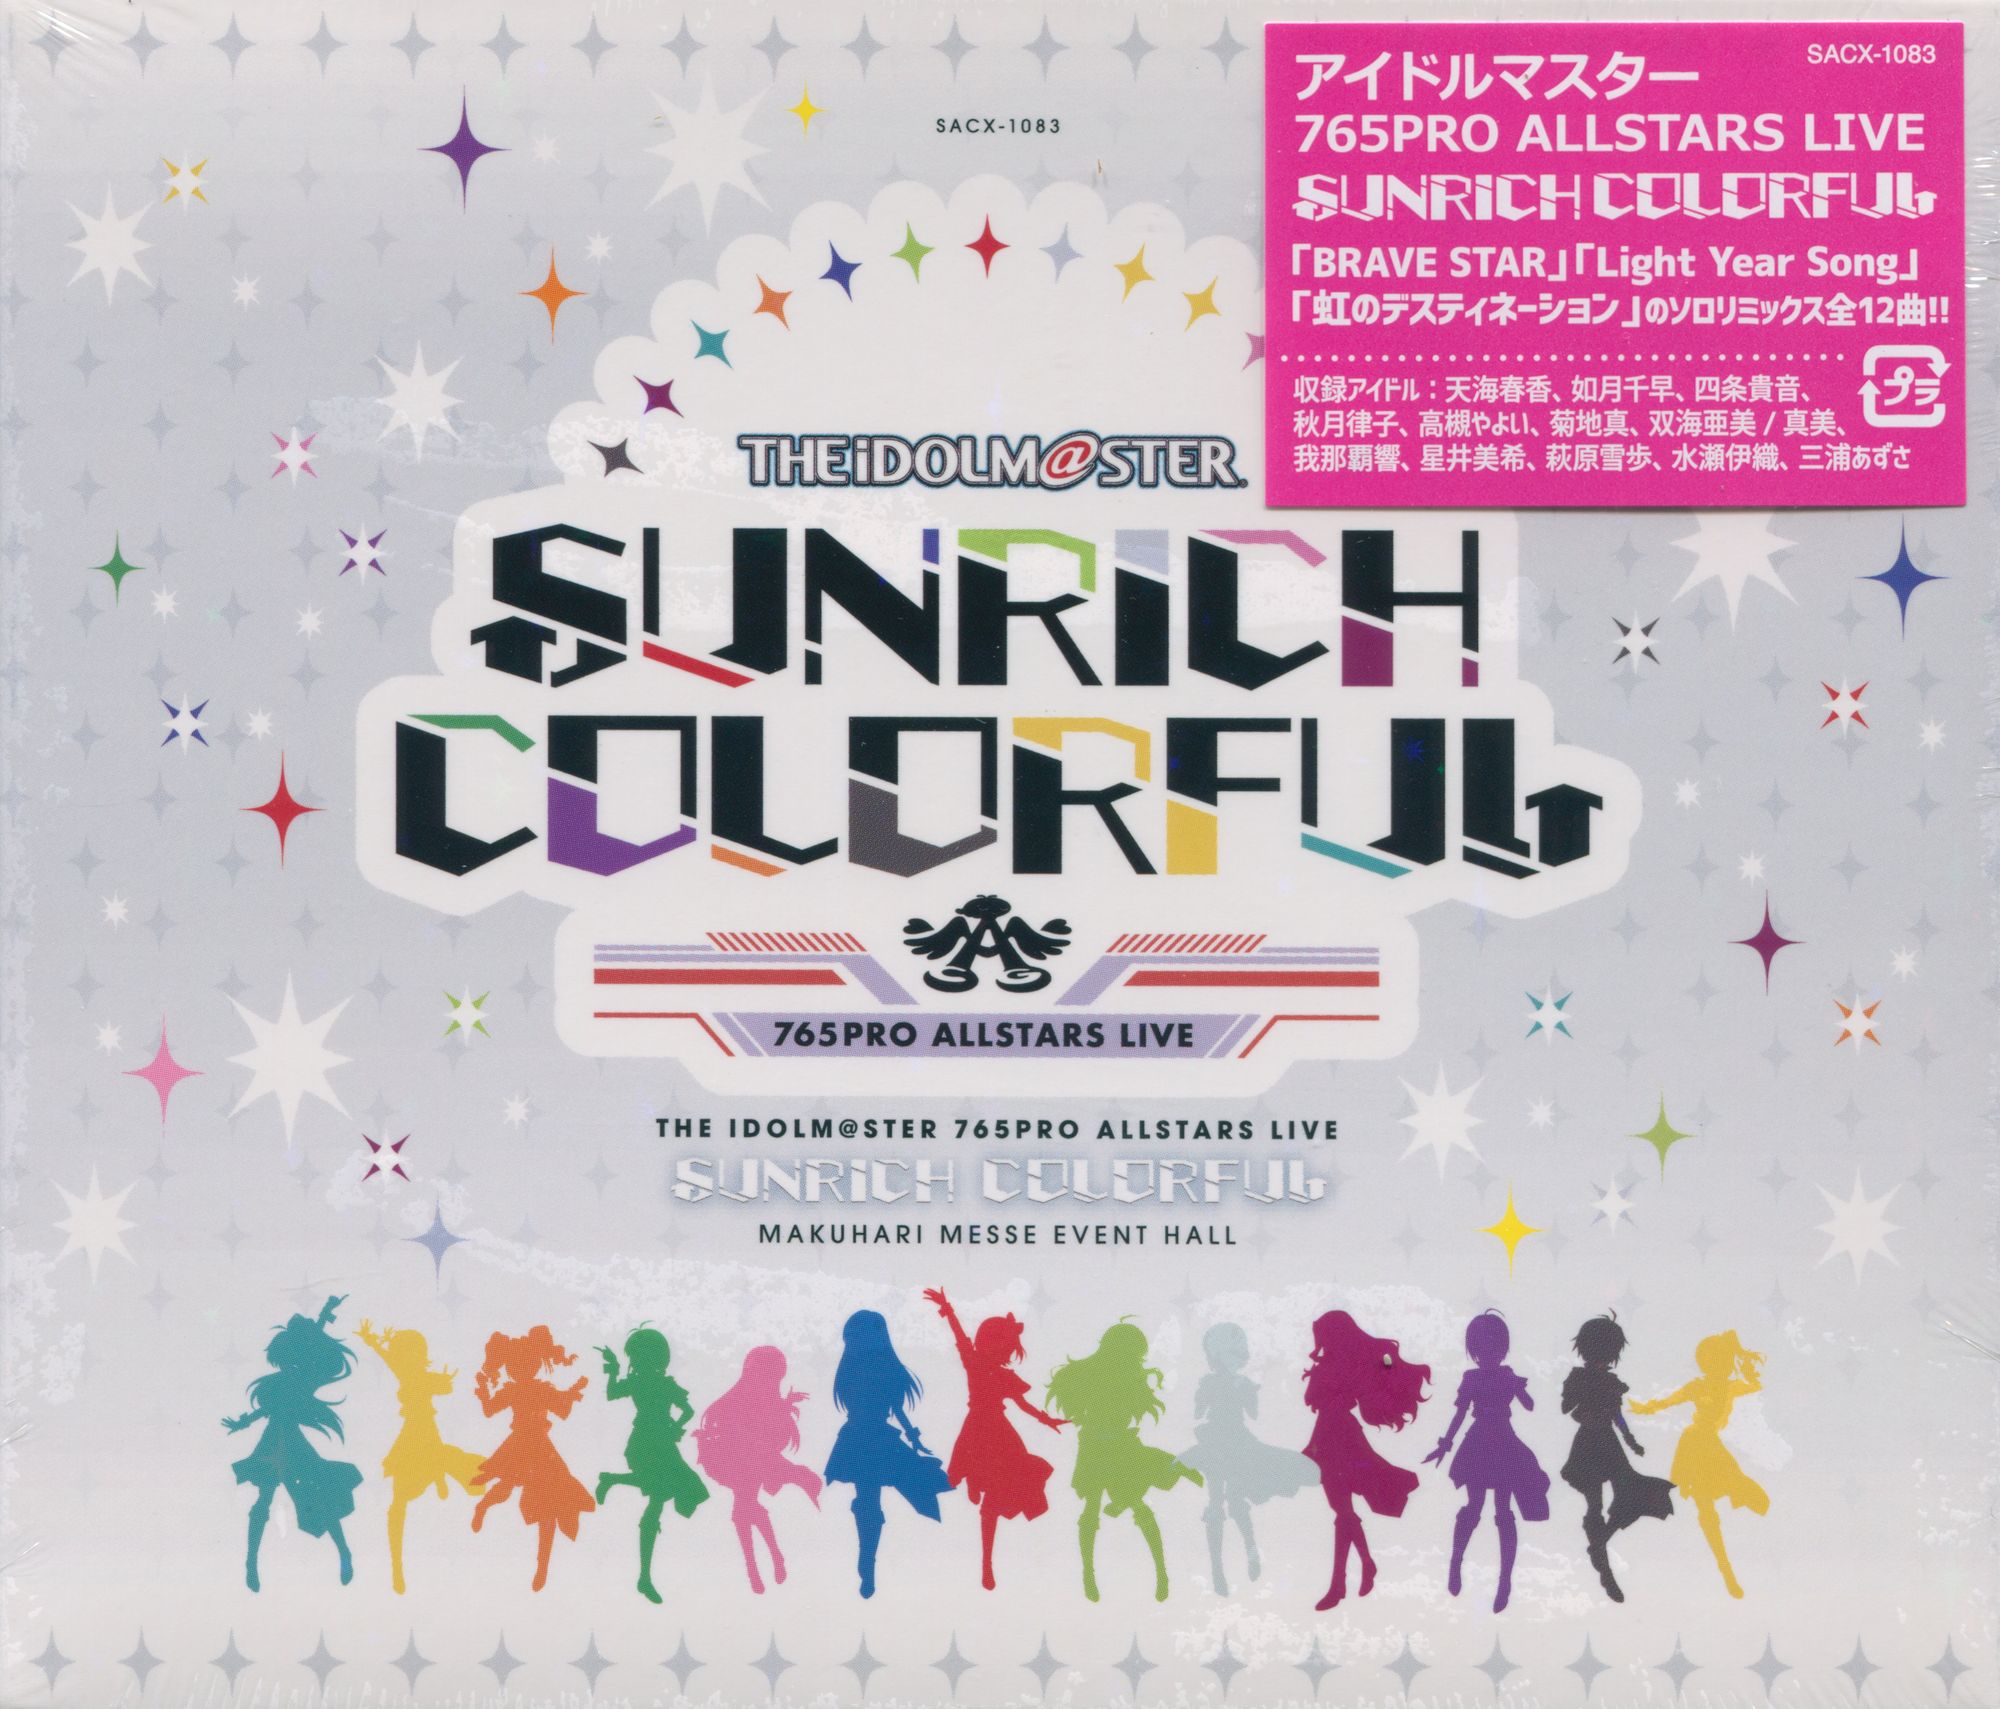 SACX-1083
アイドルマスター
765PRO ALLSTARS LIVE
SUNRICH COLORFUL
「BRAVE STAR」「Light Year Song」
「虹のデスティネーション」のソロリミックス全12曲!!
プラ
収録アイドル：天海春香、如月千早、四条貴音、
秋月律子、高槻やよい、菊地真、双海亜美 / 真美、
我那覇響、星井美希、萩原雪歩、水瀬伊織、三浦あずさ
SACX-1083
THE iDOLM@STER
SUNRICH
COLORFUL
765PRO ALLSTARS LIVE
THE IDOLM@STER 765PRO ALLSTARS LIVE
SUNRICH COLORFUL
MAKUHARI MESSE EVENT HALL